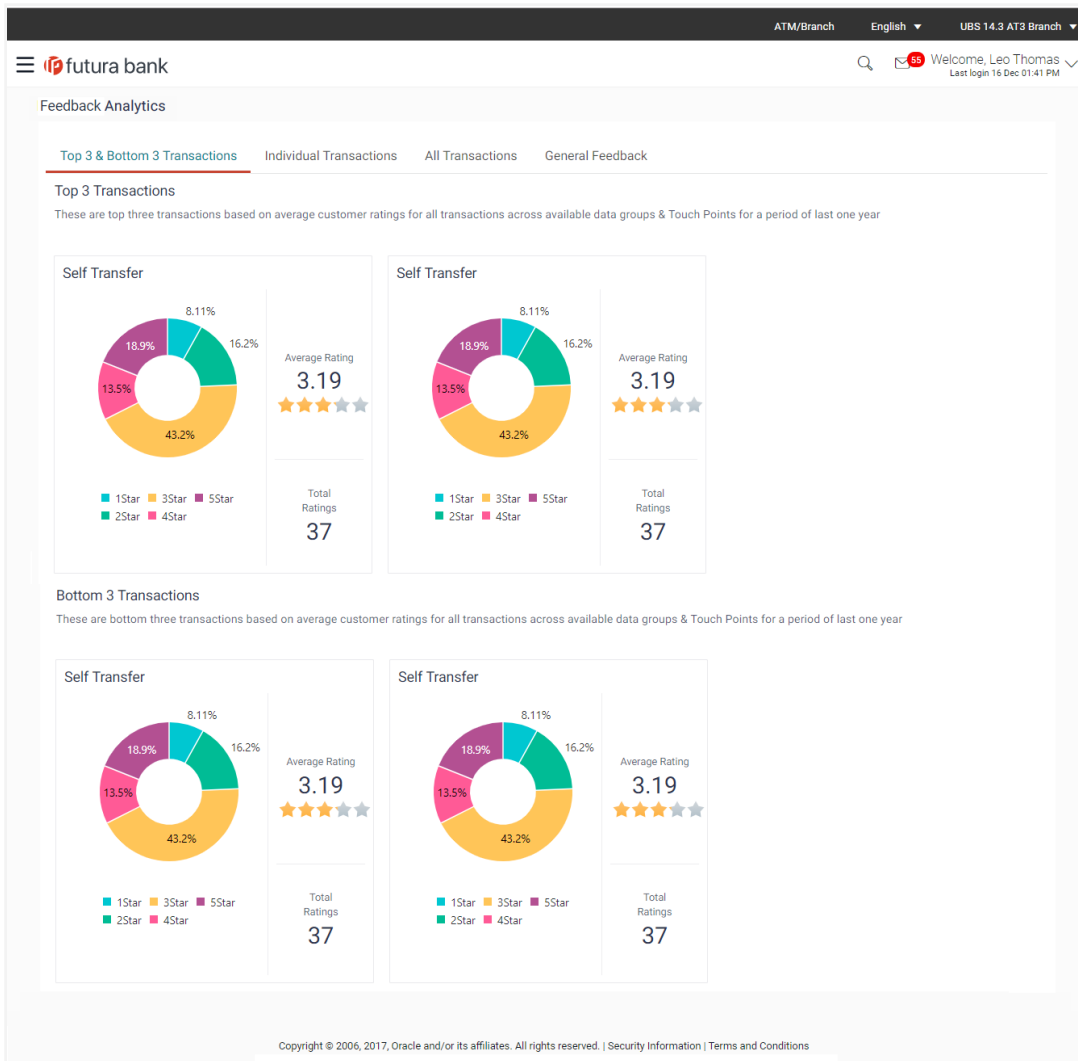 ATM/Branch English UBS 14.3 AT3 Branch
futura bank 55 Welcome, Leo Thomas
Last login 16 Dec 01:41 PM
Feedback Analytics
Top 3 & Bottom 3 Transactions Individual Transactions All Transactions General Feedback
Top 3 Transactions
These are top three transactions based on average customer ratings for all transactions across available data groups & Touch Points for a period of last one year
Self Transfer
8.11%
16.2%
43.2%
13.5%
18.9%
1Star 3Star 5Star
2Star 4Star
Average Rating
3.19
Total
Ratings
37
Self Transfer
8.11%
16.2%
43.2%
13.5%
18.9%
1Star 3Star 5Star
2Star 4Star
Average Rating
3.19
Total
Ratings
37
Bottom 3 Transactions
These are bottom three transactions based on average customer ratings for all transactions across available data groups & Touch Points for a period of last one year
Self Transfer
8.11%
16.2%
43.2%
13.5%
18.9%
1Star 3Star 5Star
2Star 4Star
Average Rating
3.19
Total
Ratings
37
Self Transfer
8.11%
16.2%
43.2%
13.5%
18.9%
1Star 3Star 5Star
2Star 4Star
Average Rating
3.19
Total
Ratings
37
Copyright © 2006, 2017, Oracle and/or its affiliates. All rights reserved. | Security Information | Terms and Conditions